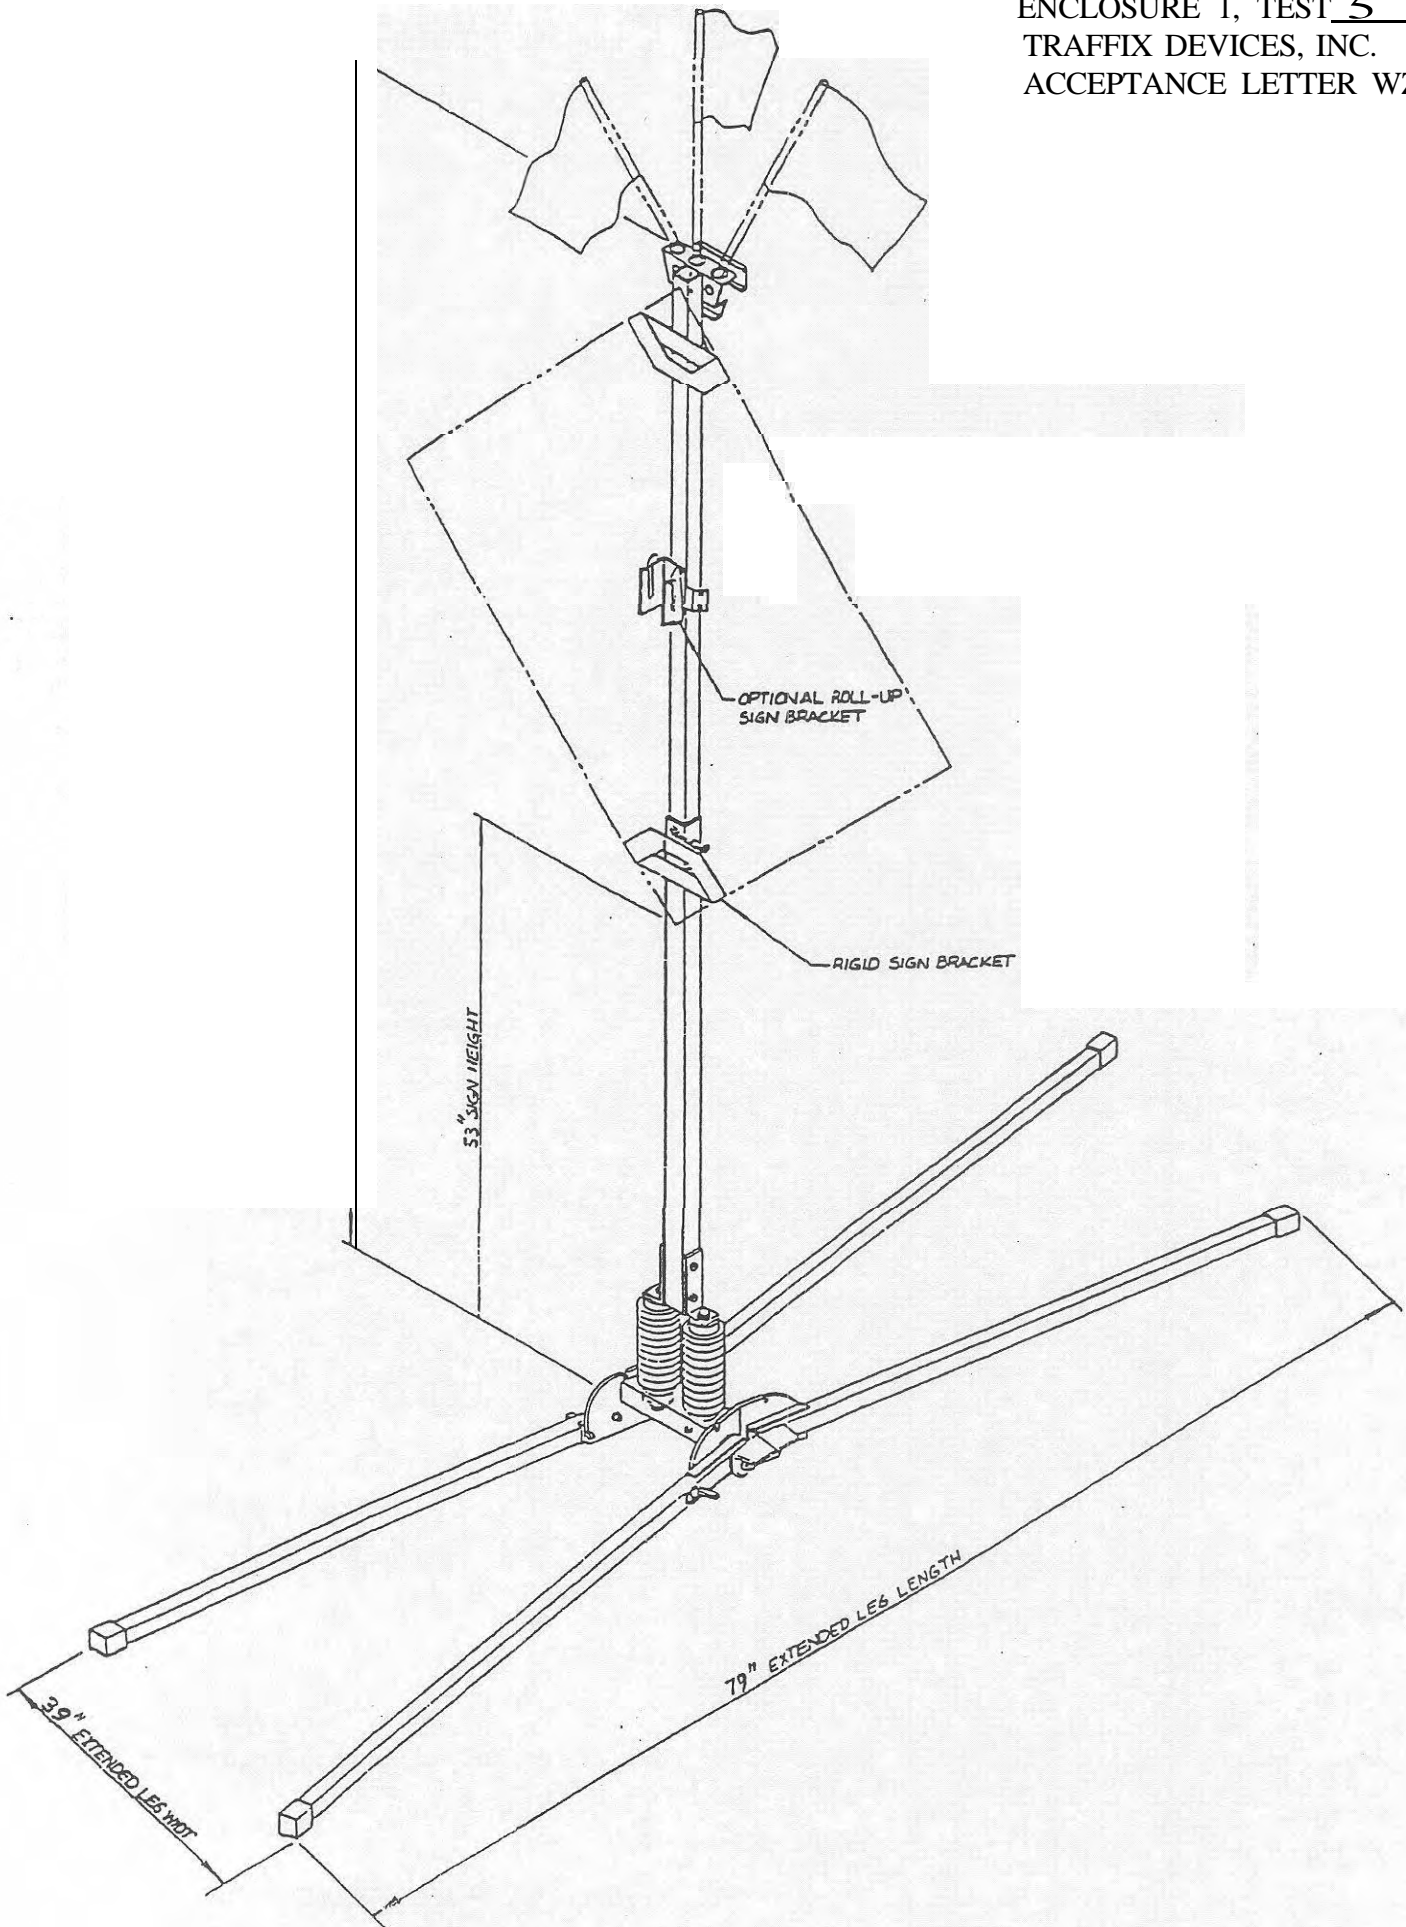 ENCLOSURE 1, TEST 3
TRAFFIX DEVICES, INC.
ACCEPTANCE LETTER WZ
OPTIONAL ROLL-UP
SIGN BRACKET
RIGID SIGN BRACKET
53" SIGN HEIGHT
79" EXTENDED LEG LENGTH
39" EXTENDED LEG WIDT